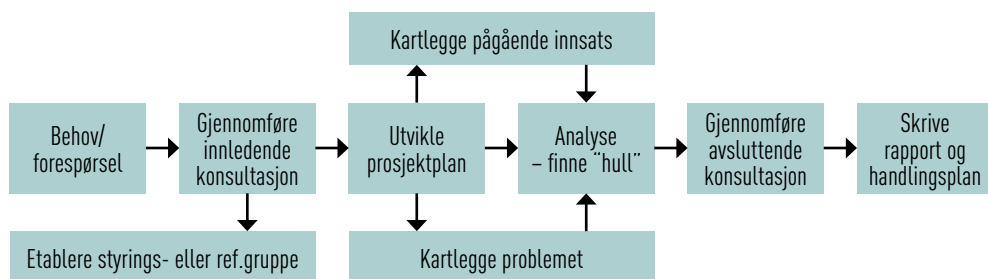 Kartlegge pågående innsats
Behov/
forespørsel
Gjennomføre
innledende
konsultasjon
Utvikle
prosjektplan
Analyse
– finne "hull"
Gjennomføre
avsluttende
konsultasjon
Skrive
rapport og
handlingsplan
Etablere styrings- eller ref.gruppe
Kartlegge problemet